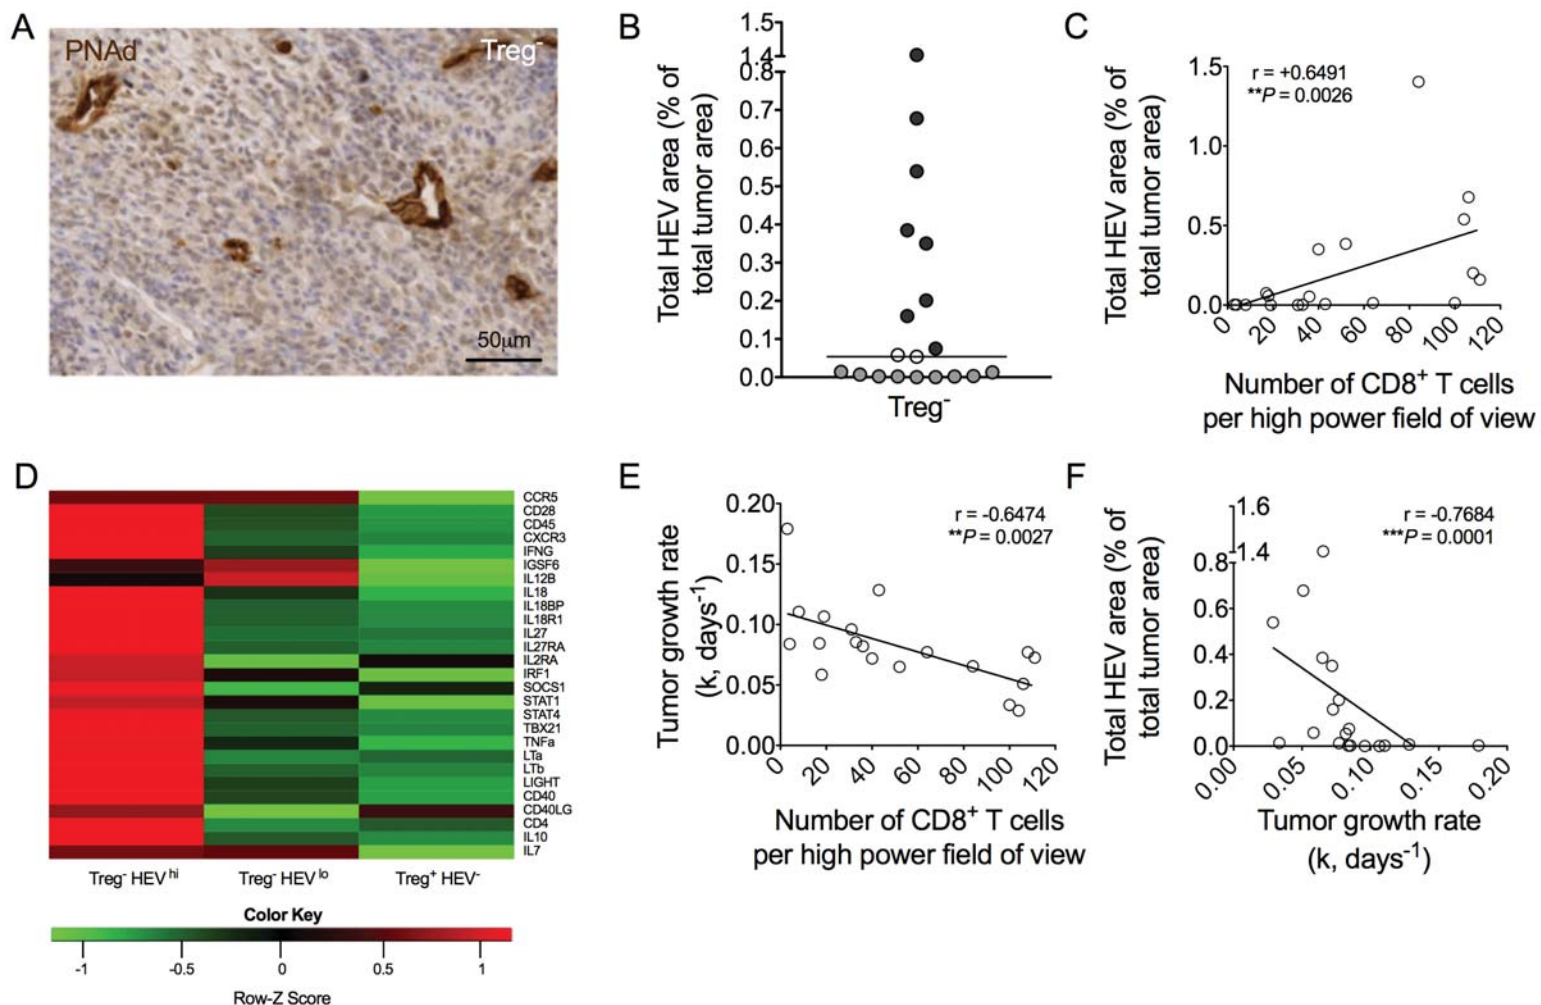 A
PNAd
Treg-
50μm
B
Total HEV area (% of
total tumor area)
1.5
1.4
0.8
0.7
0.6
0.5
0.4
0.3
0.2
0.1
0.0
Treg-
C
r = +0.6491
**P = 0.0026
Total HEV area (% of
total tumor area)
1.5
1.0
0.5
0.0
0
20
40
60
80
100
120
Number of CD8+ T cells
per high power field of view
D
CCR5
CD28
CD45
CXCR3
IFNG
IGSF6
IL12B
IL18
IL18BP
IL18R1
IL27
IL27RA
IL2RA
IRF1
SOCS1
STAT1
STAT4
TBX21
TNFa
LTa
LTb
LIGHT
CD40
CD40LG
CD4
IL10
IL7
Treg- HEV hi
Treg- HEV lo
Treg+ HEV-
Color Key
-1
-0.5
0
0.5
1
Row-Z Score
E
r = -0.6474
**P = 0.0027
Tumor growth rate
(k, days-1)
0.20
0.15
0.10
0.05
0.00
0
20
40
60
80
100
120
Number of CD8+ T cells
per high power field of view
F
r = -0.7684
***P = 0.0001
Total HEV area (% of
total tumor area)
1.6
1.4
0.8
0.6
0.4
0.2
0.0
0.00
0.05
0.10
0.15
0.20
Tumor growth rate
(k, days-1)